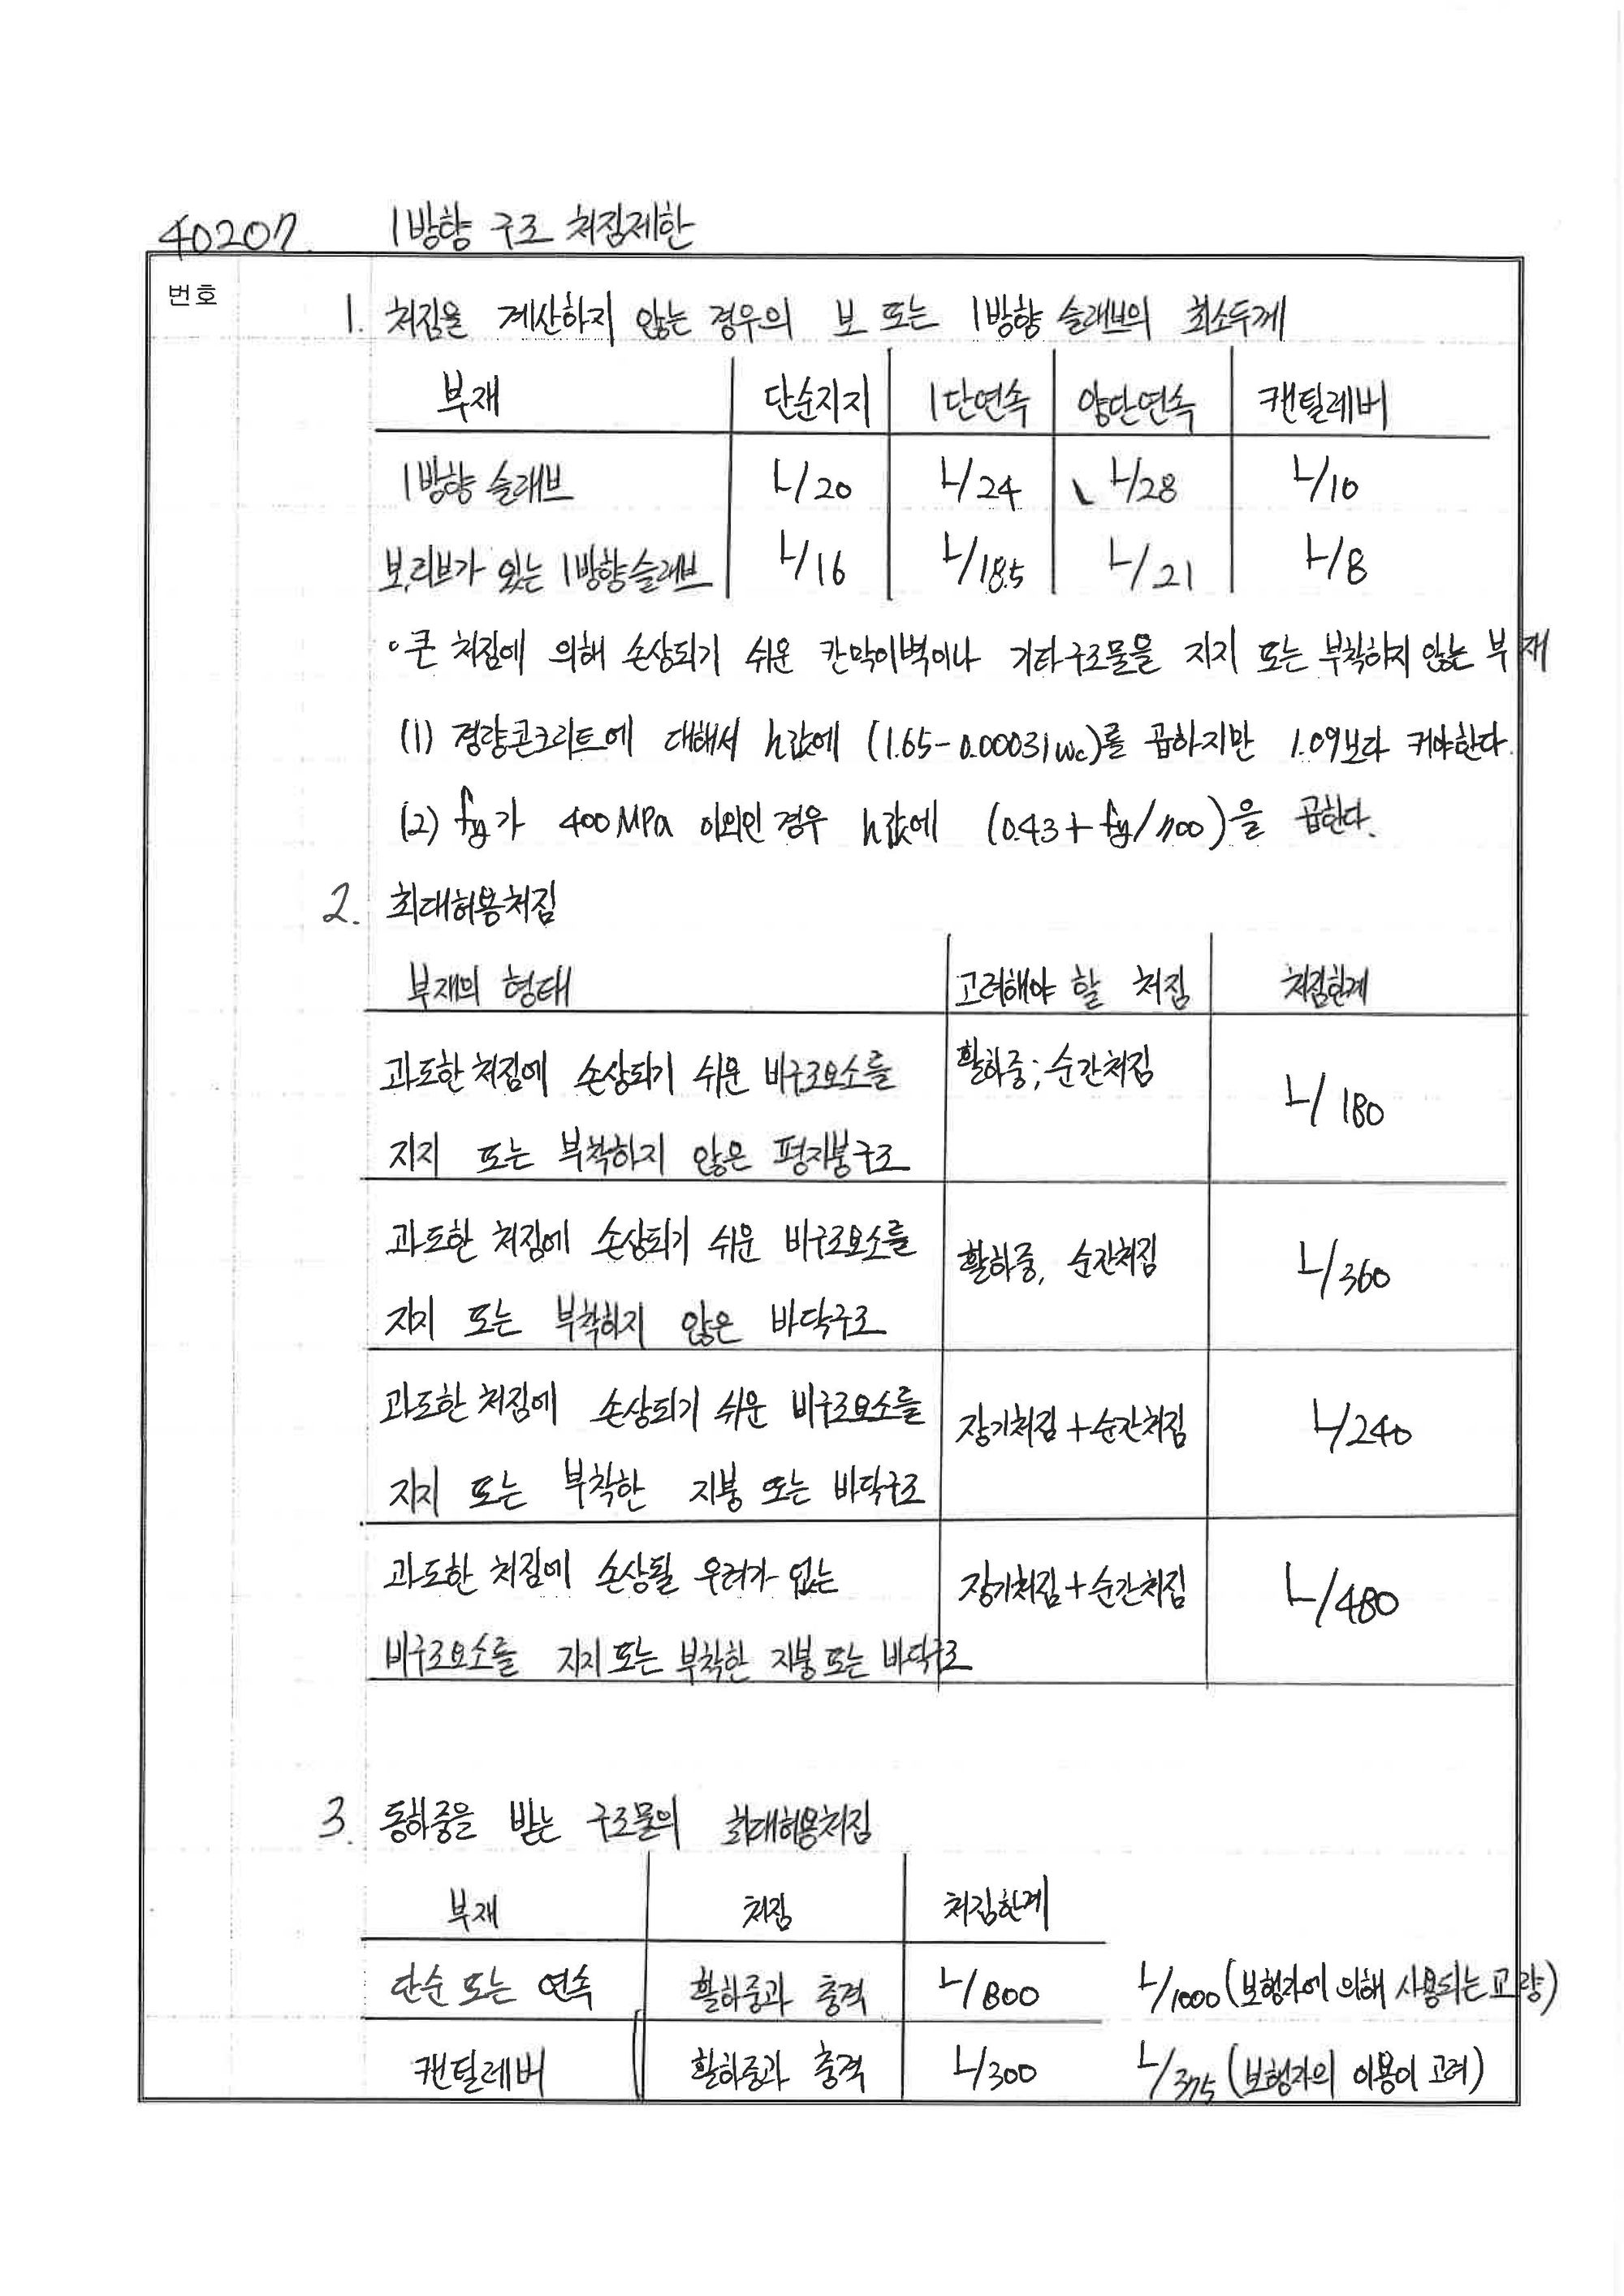 40207. 1방향 구조 처짐제한
번호
1. 처짐을 계산하지 않는 경우의 보 또는 1방향 슬래브의 최소두께
부재 단순지지 1단연속 양단연속 캔틸레버
1방향 슬래브 L/20 L/24 L/28 L/10
보,리브가 있는 1방향슬래브 L/16 L/18.5 L/21 L/8
◦큰 처짐에 의해 손상되기 쉬운 칸막이벽이나 기타구조물을 지지 또는 부착하지 않는 부재
(1) 경량콘크리트에 대해서 h값에 (1.65-0.00031wc)를 곱하지만 1.09보다 커야한다.
(2) fy가 400MPa 이외인 경우 h값에 (0.43+fy/700)을 곱한다.
2. 최대허용처짐
부재의 형태 고려해야 할 처짐 처짐한계
과도한 처짐에 손상되기 쉬운 비구조요소를
지지 또는 부착하지 않은 평지붕구조
활하중; 순간처짐
L/180
과도한 처짐에 손상되기 쉬운 비구조요소를
지지 또는 부착하지 않은 바닥구조
활하중, 순간처짐
L/360
과도한 처짐에 손상되기 쉬운 비구조요소를
지지 또는 부착한 지붕 또는 바닥구조
장기처짐+순간처짐
L/240
과도한 처짐에 손상될 우려가 없는
비구조요소를 지지 또는 부착한 지붕 또는 바닥구조
장기처짐+순간처짐
L/480
3. 동하중을 받는 구조물의 최대허용처짐
부재 처짐 처짐한계
단순 또는 연속 활하중과 충격 L/800 L/1000 (보행자에 의해 사용되는 교량)
캔틸레버 활하중과 충격 L/300 L/375 (보행자의 이용이 고려)